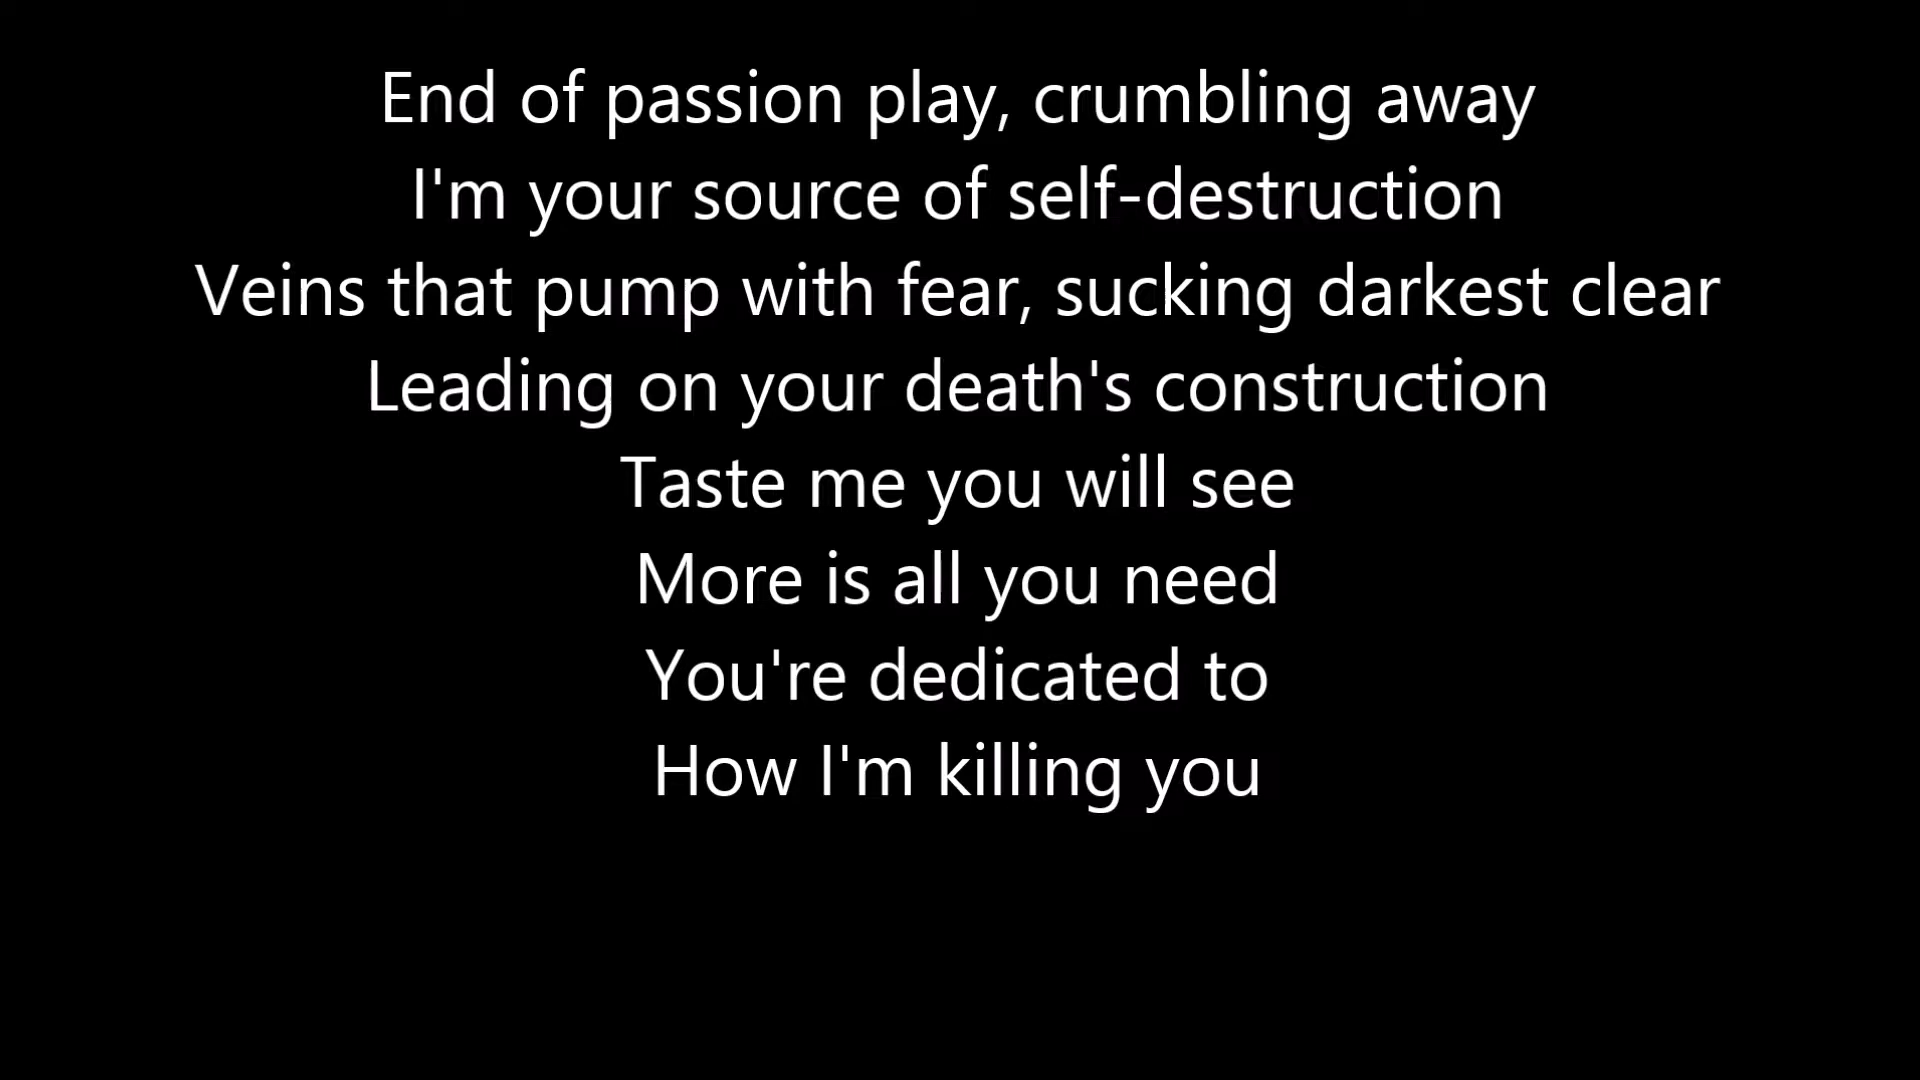 End of passion play, crumbling away
I'm your source of self-destruction
Veins that pump with fear, sucking darkest clear
Leading on your death's construction
Taste me you will see
More is all you need
You're dedicated to
How I'm killing you